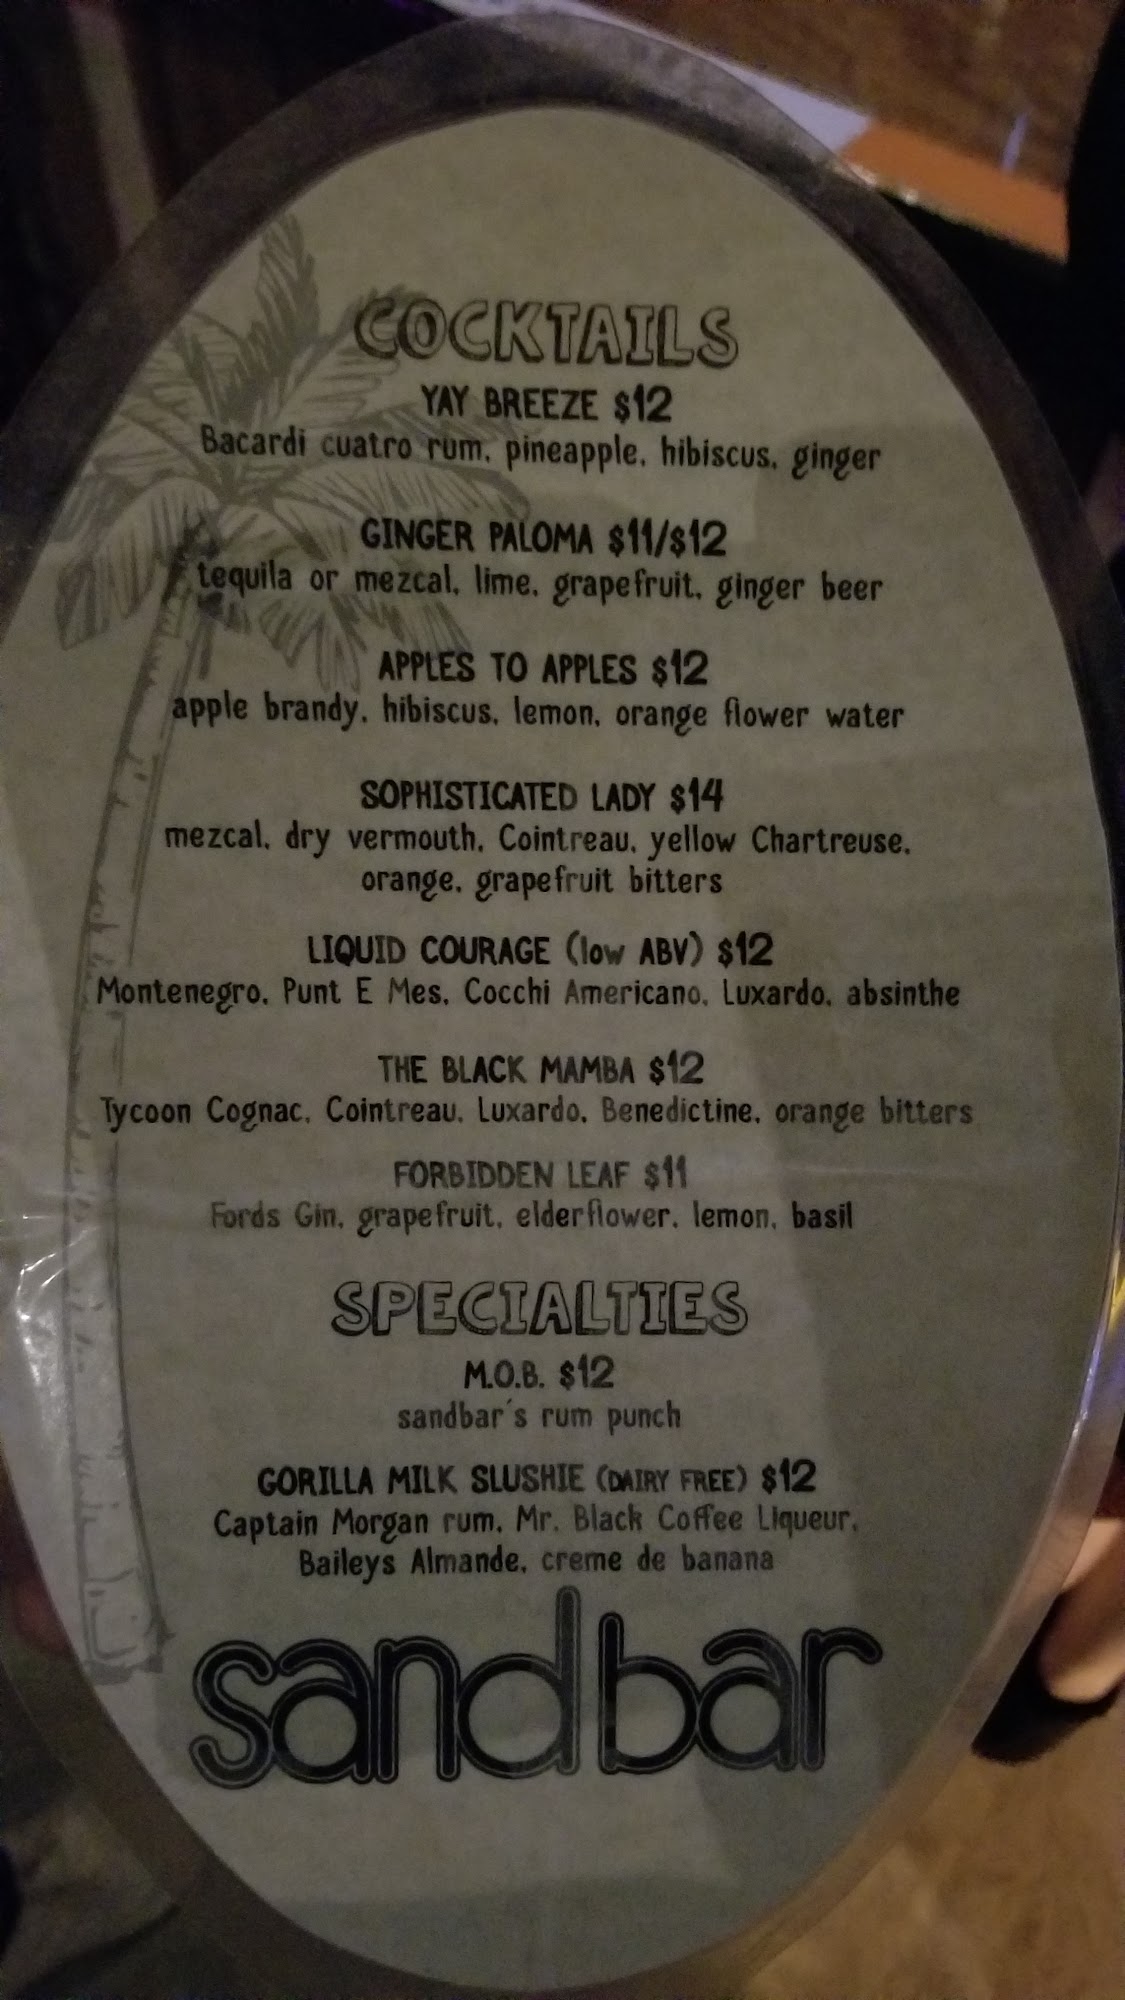 COCKTAILS
YAY BREEZE $12
Bacardi cuatro rum, pineapple, hibiscus, ginger
GINGER PALOMA $11/$12
tequila or mezcal, lime, grapefruit, ginger beer
APPLES TO APPLES $12
apple brandy, hibiscus, lemon, orange flower water
SOPHISTICATED LADY $14
mezcal, dry vermouth, Cointreau, yellow Chartreuse,
orange, grapefruit bitters
LIQUID COURAGE (low ABV) $12
Montenegro, Punt E Mes, Cocchi Americano, Luxardo, absinthe
THE BLACK MAMBA $12
Tycoon Cognac, Cointreau, Luxardo, Benedictine, orange bitters
FORBIDDEN LEAF $11
Fords Gin, grapefruit, elderflower, lemon, basil
SPECIALTIES
M.O.B. $12
sandbar's rum punch
GORILLA MILK SLUSHIE (DAIRY FREE) $12
Captain Morgan rum, Mr. Black Coffee Liqueur,
Baileys Almande, creme de banana
sandbar